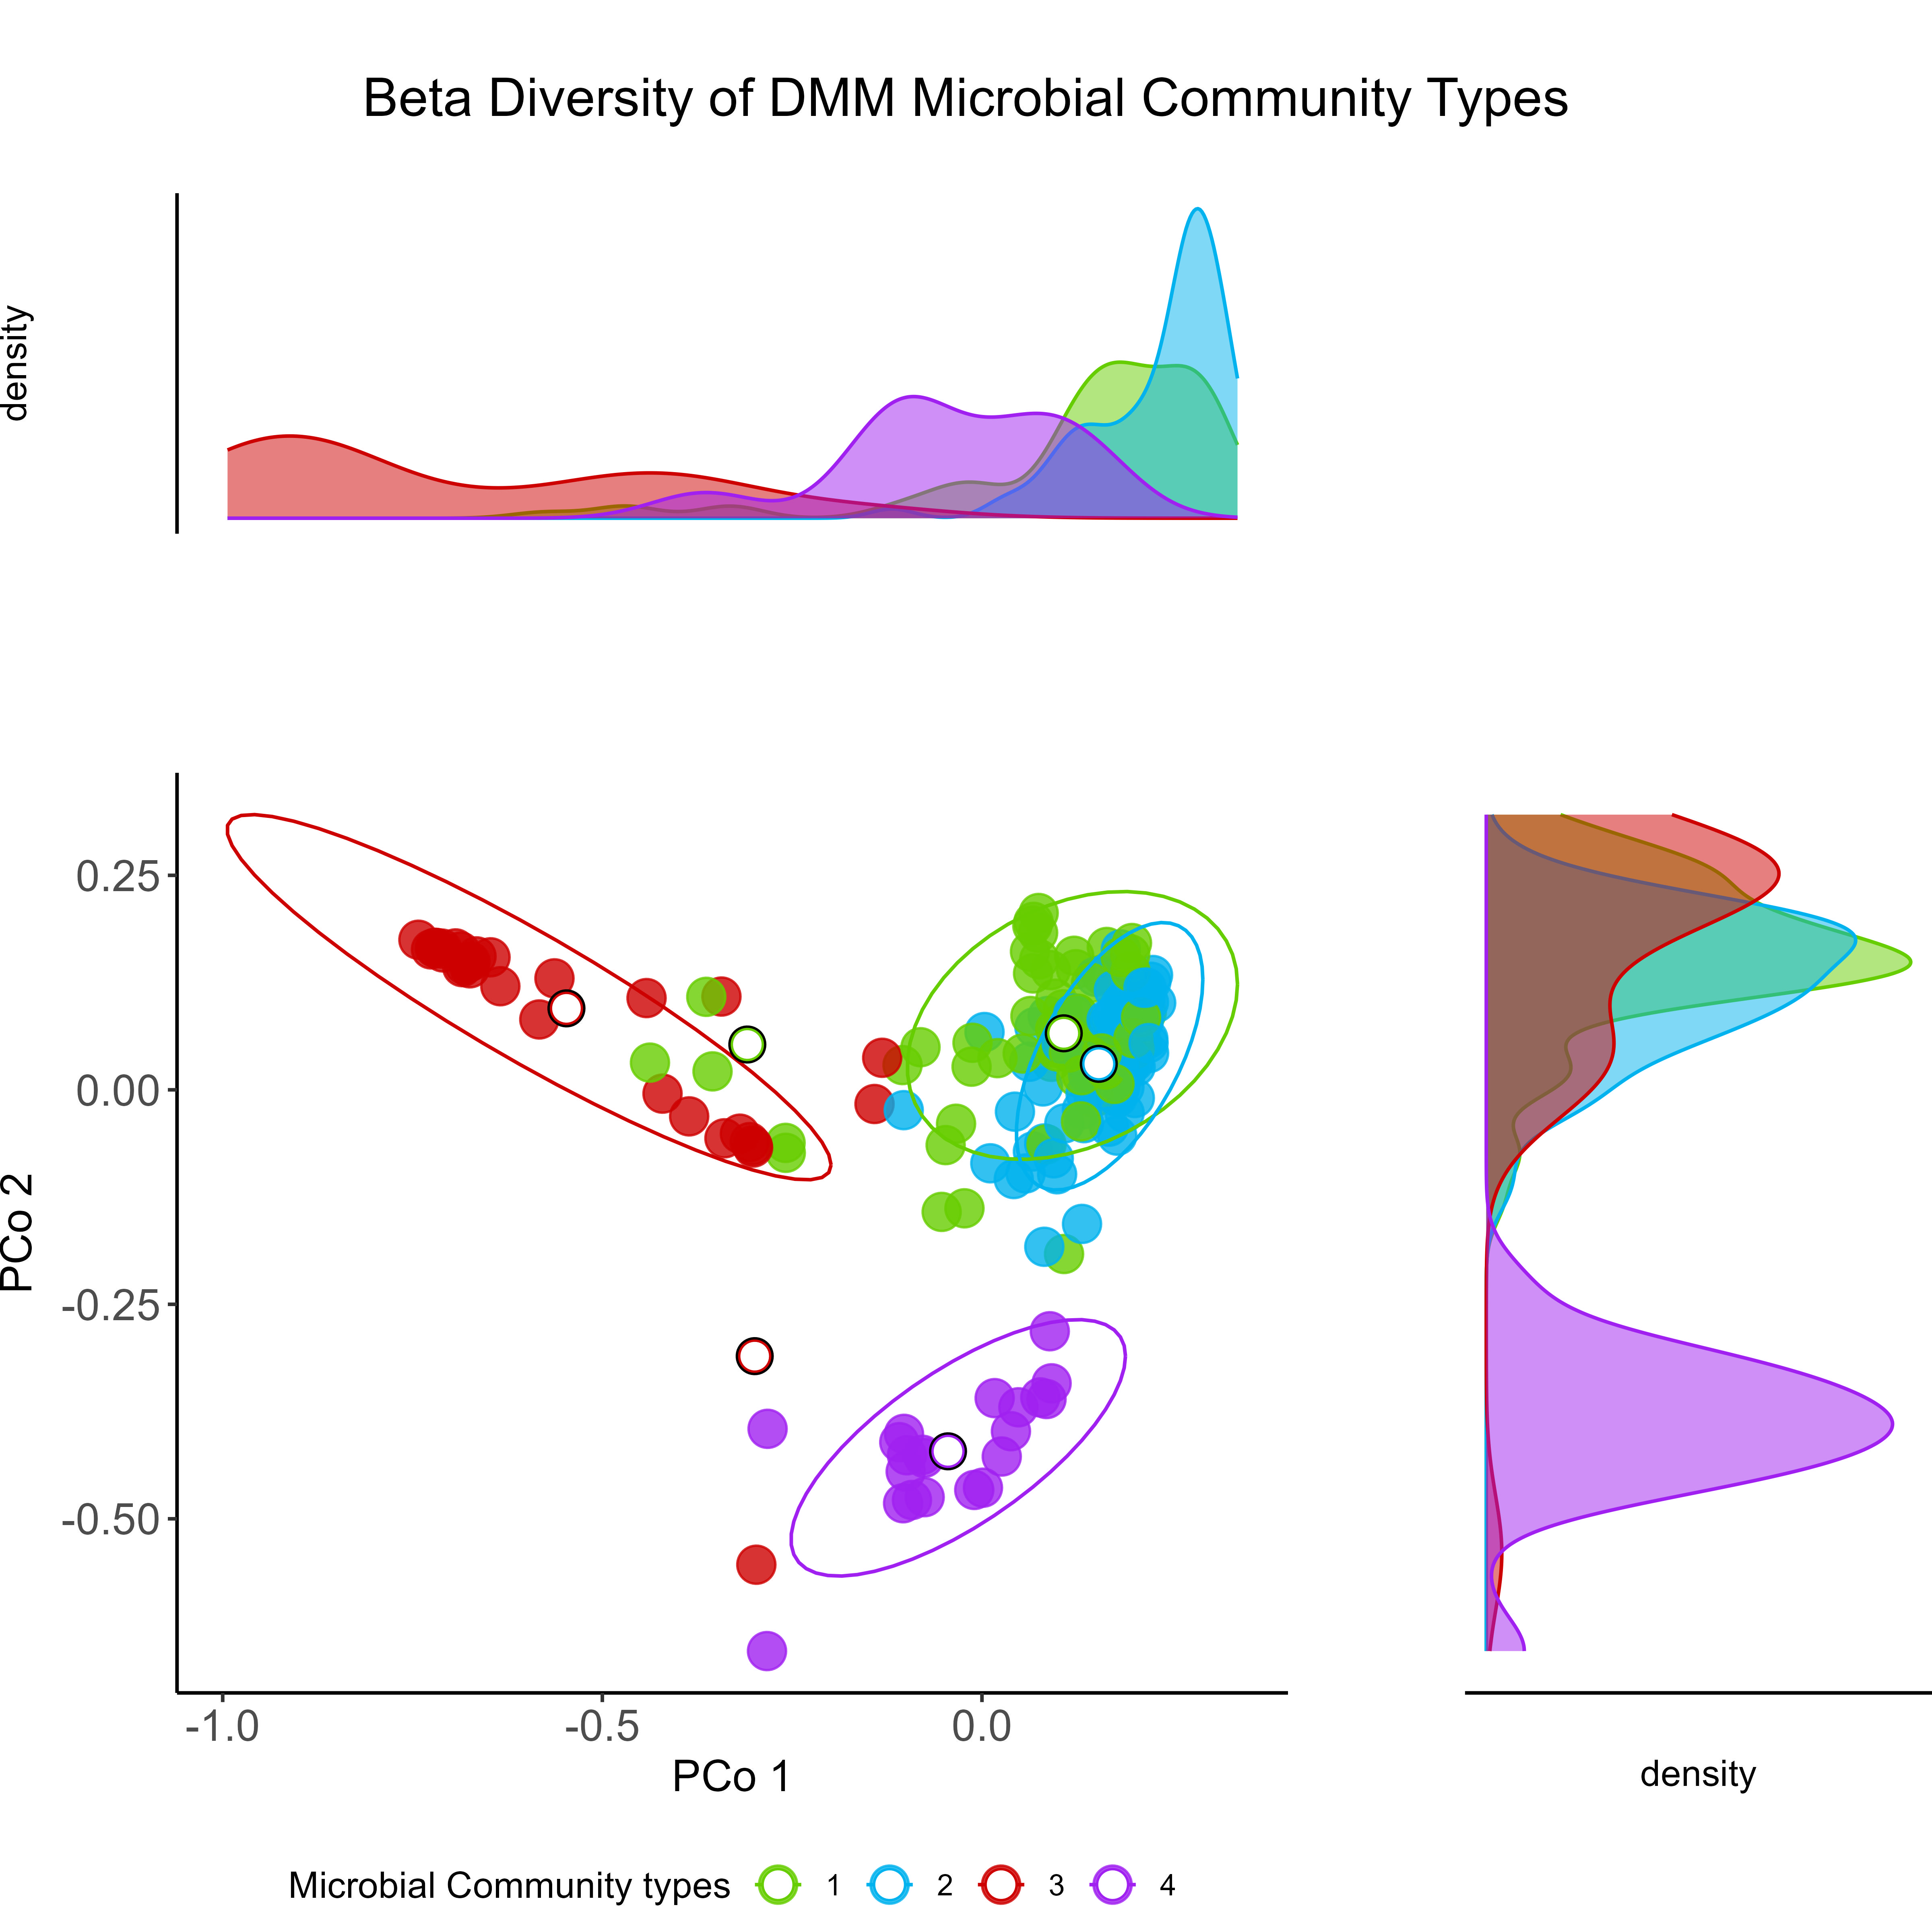 Beta Diversity of DMM Microbial Community Types
density
PCo 2
0.25
0.00
-0.25
-0.50
-1.0 -0.5 0.0
PCo 1
density
Microbial Community types 1 2 3 4